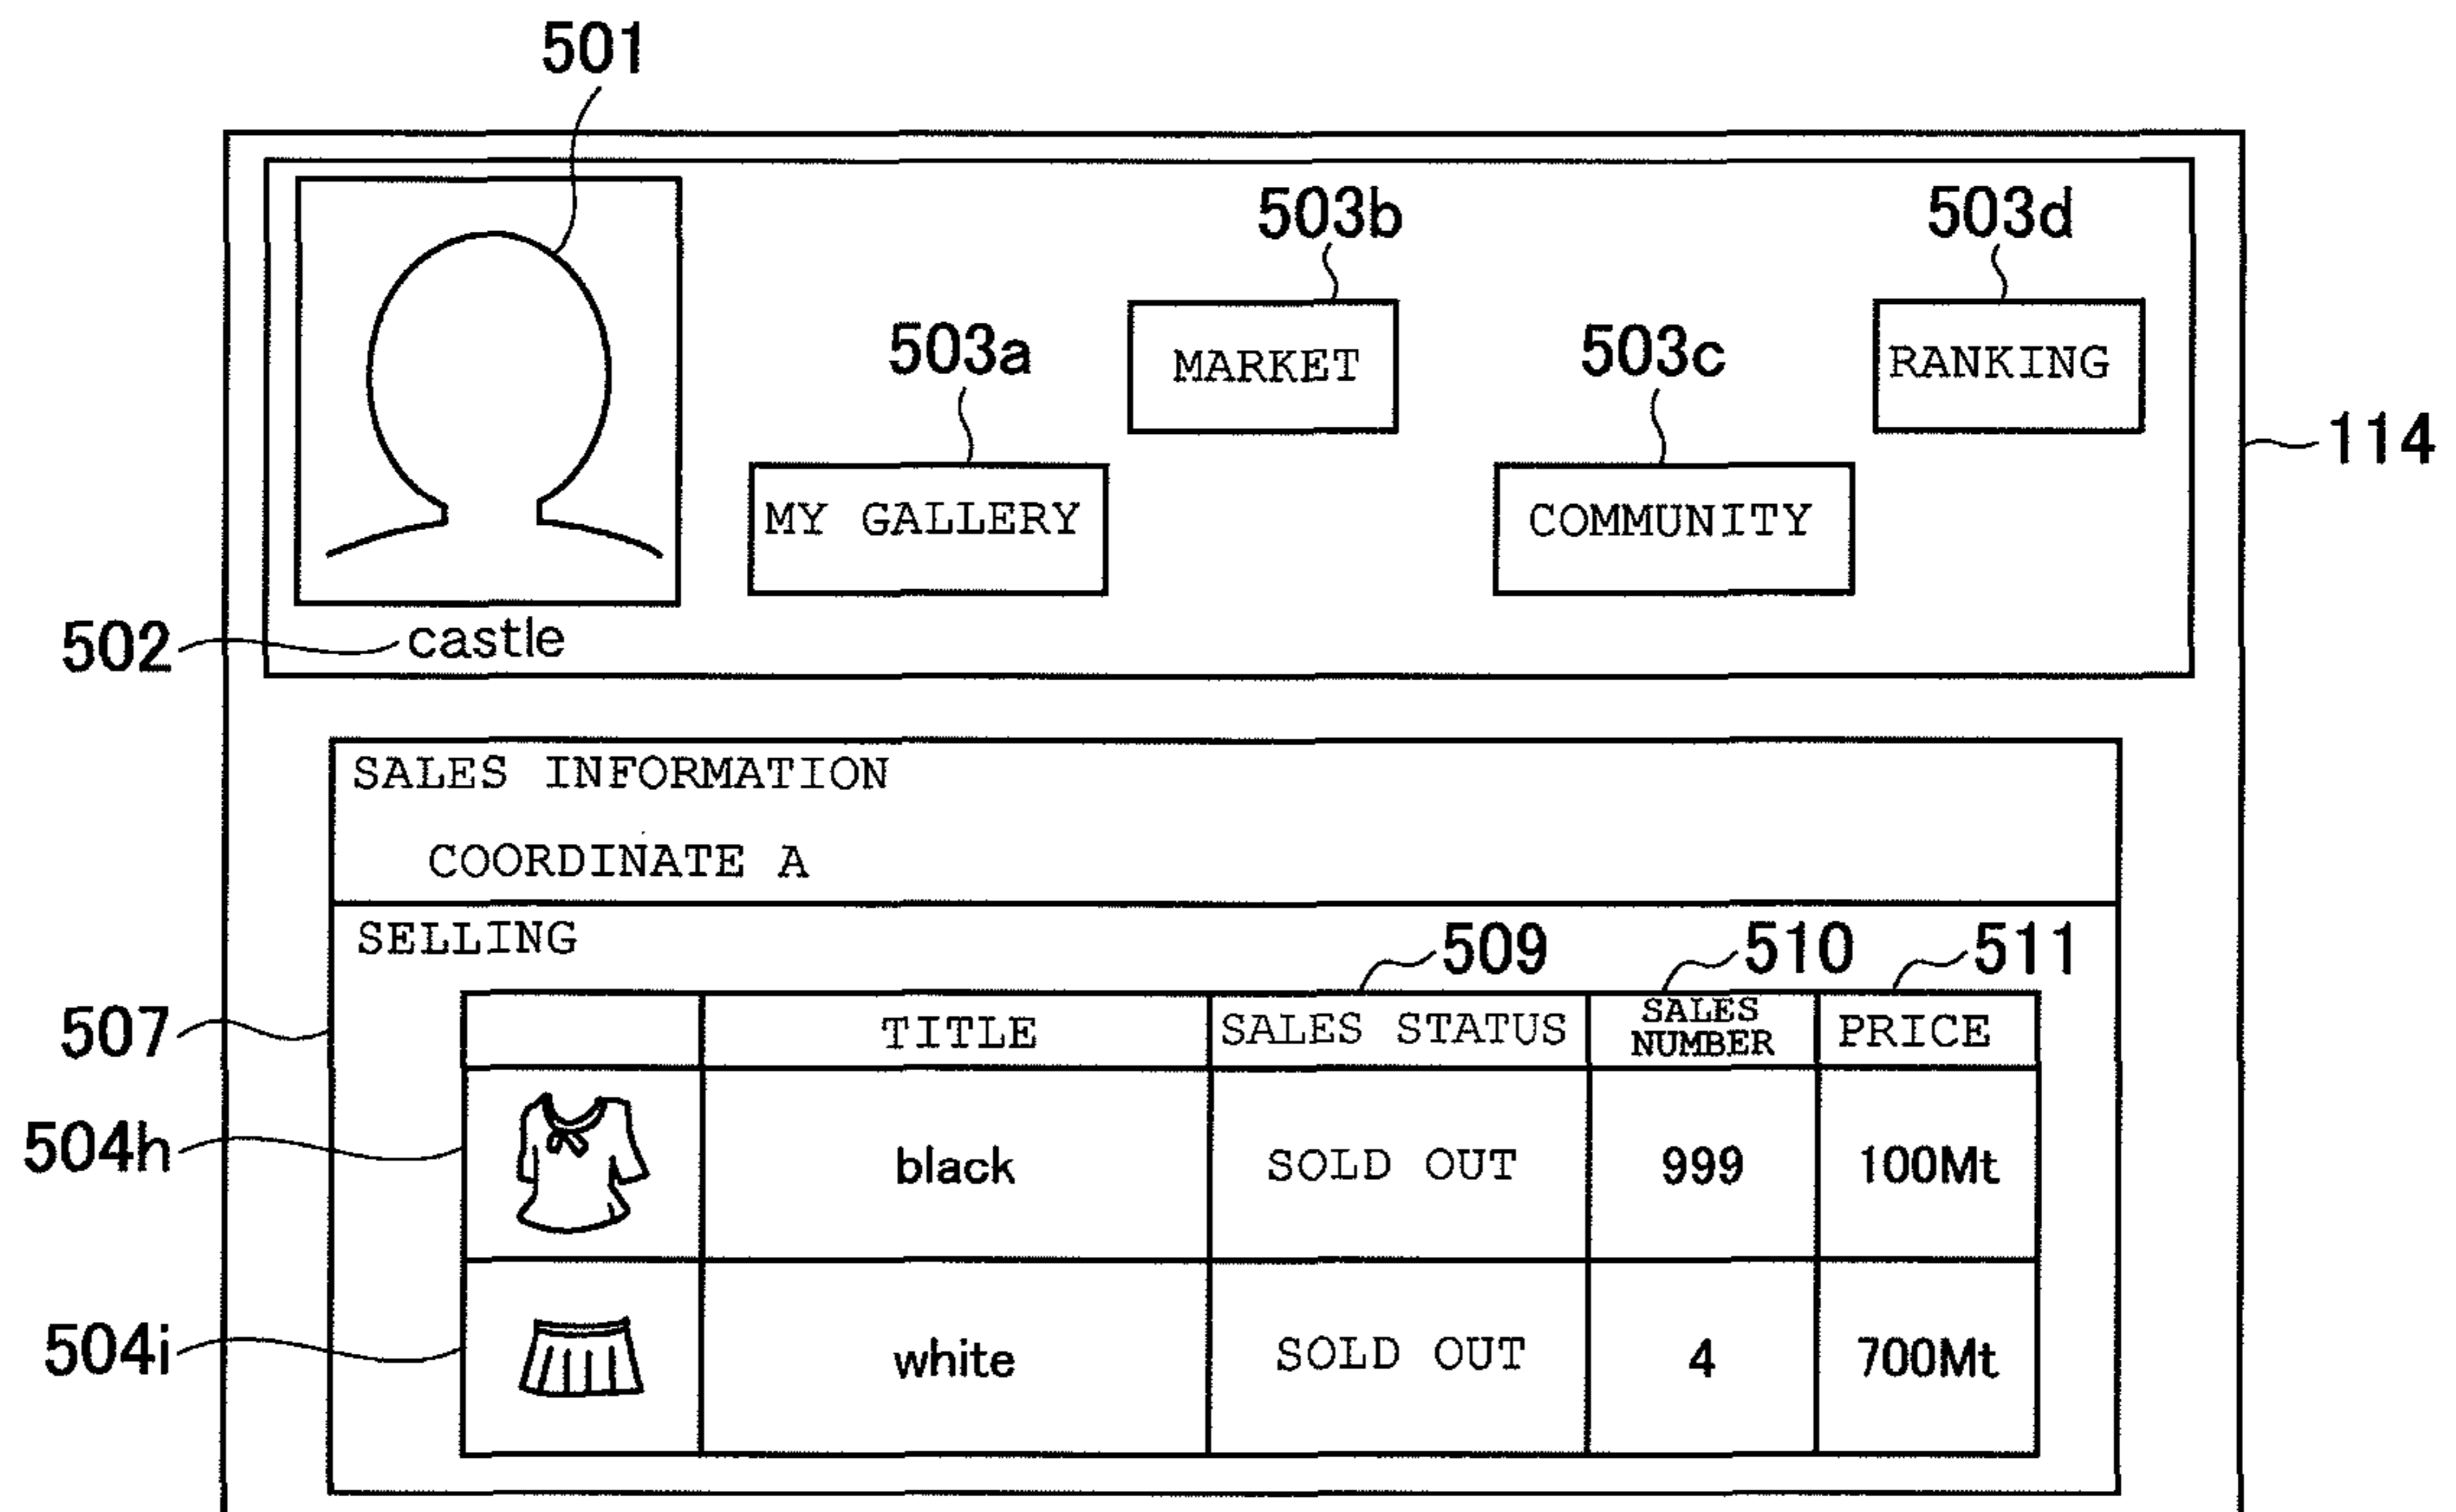 501
503b
503d
503a
MARKET
503c
RANKING
114
MY GALLERY
COMMUNITY
502
castle
SALES INFORMATION
COORDINATE A
SELLING
509
510
511
507
TITLE
SALES STATUS
SALES
NUMBER
PRICE
504h
black
SOLD OUT
999
100Mt
504i
white
SOLD OUT
4
700Mt